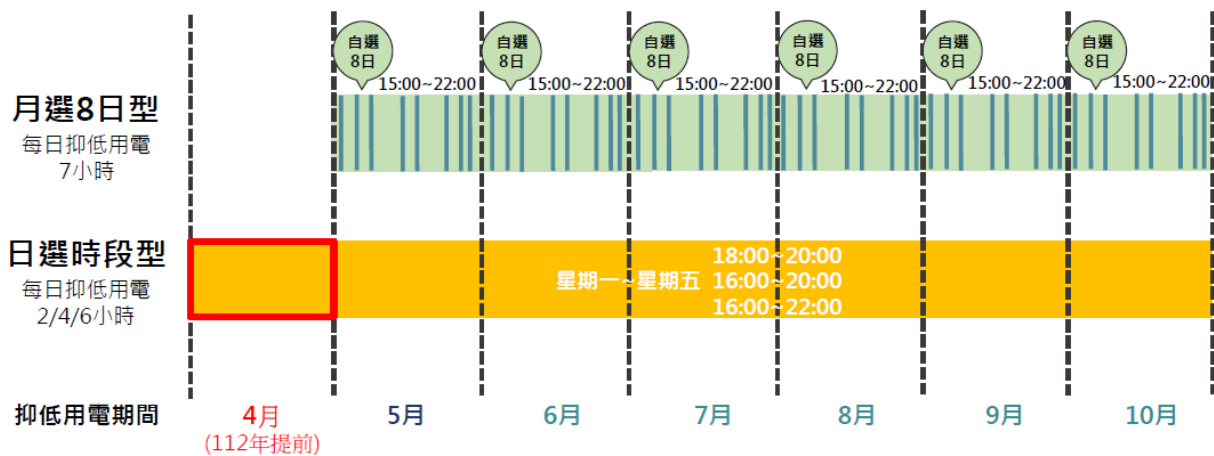 自選
8日
自選
8日
自選
8日
自選
8日
自選
8日
自選
8日
15:00~22:00
15:00~22:00
15:00~22:00
15:00~22:00
15:00~22:00
15:00~22:00
月選8日型
每日抑低用電
7小時
日選時段型
每日抑低用電
2/4/6小時
18:00~20:00
星期一~星期五 16:00~20:00
16:00~22:00
抑低用電期間
4月
(112年提前)
5月
6月
7月
8月
9月
10月